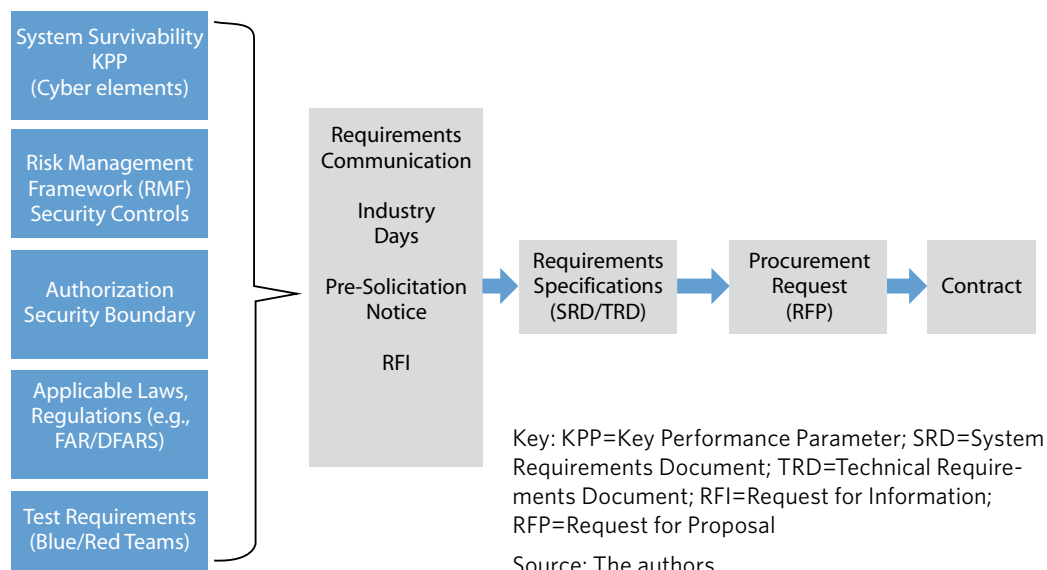 System Survivability
KPP
(Cyber elements)
Risk Management
Framework (RMF)
Security Controls
Authorization
Security Boundary
Applicable Laws,
Regulations (e.g.,
FAR/DFARS)
Test Requirements
(Blue/Red Teams)
Requirements
Communication
Industry
Days
Pre-Solicitation
Notice
RFI
Requirements
Specifications
(SRD/TRD)
Procurement
Request
(RFP)
Contract
Key: KPP=Key Performance Parameter; SRD=System
Requirements Document; TRD=Technical Require-
ments Document; RFI=Request for Information;
RFP=Request for Proposal
Source: The authors